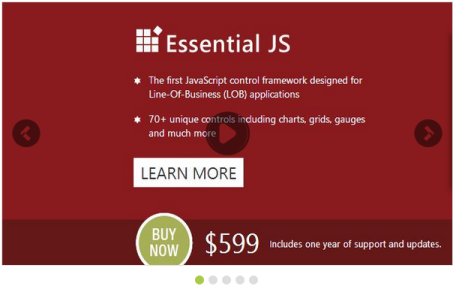 Essential JS
The first JavaScript control framework designed for
Line-Of-Business (LOB) applications
70+ unique controls including charts, grids, gauges
and much more
LEARN MORE
BUY
NOW
$599
Includes one year of support and updates.